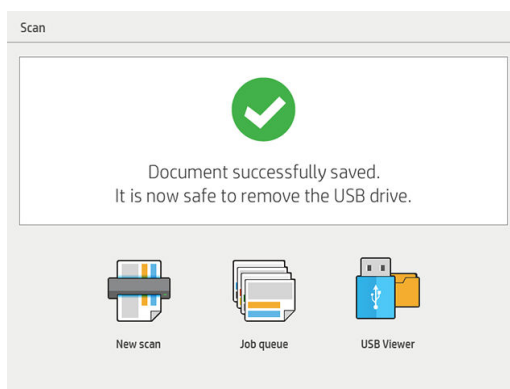 Scan
Document successfully saved.
It is now safe to remove the USB drive.
New scan
Job queue
USB Viewer